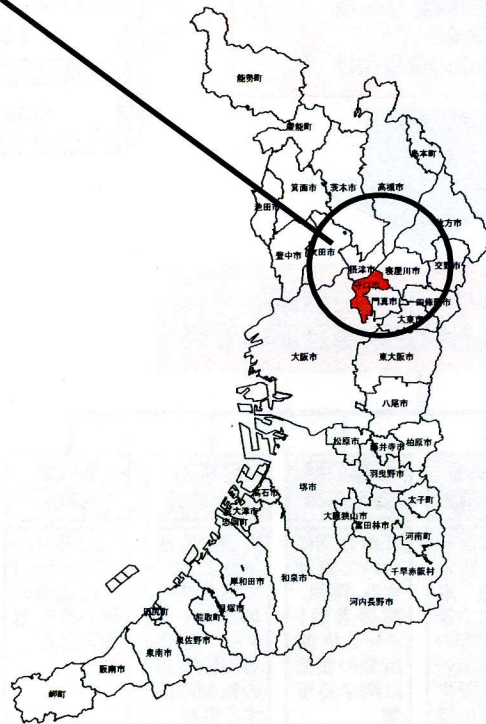 能勢町
豊能町
島本町
箕面市
茨木市
高槻市
池田市
枚方市
豊中市
吹田市
摂津市
寝屋川市
交野市
守口市
門真市
四條畷市
大東市
大阪市
東大阪市
八尾市
松原市
藤井寺市
柏原市
羽曳野市
堺市
高石市
太子町
泉大津市
忠岡町
大阪狭山市
富田林市
河南町
千早赤阪村
岸和田市
和泉市
河内長野市
貝塚市
田尻町
熊取町
泉佐野市
泉南市
阪南市
岬町